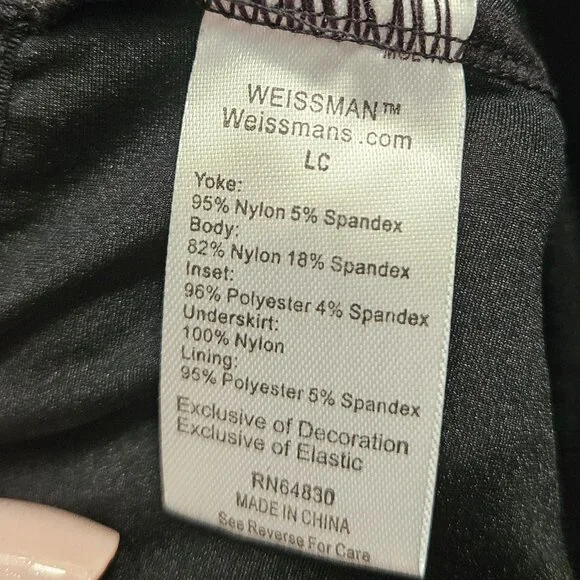 WEISSMAN™
Weissmans.com
LC
Yoke:
95% Nylon 5% Spandex
Body:
82% Nylon 18% Spandex
Inset:
96% Polyester 4% Spandex
Underskirt:
100% Nylon
Lining:
95% Polyester 5% Spandex
Exclusive of Decoration
Exclusive of Elastic
RN64830
MADE IN CHINA
See Reverse For Care